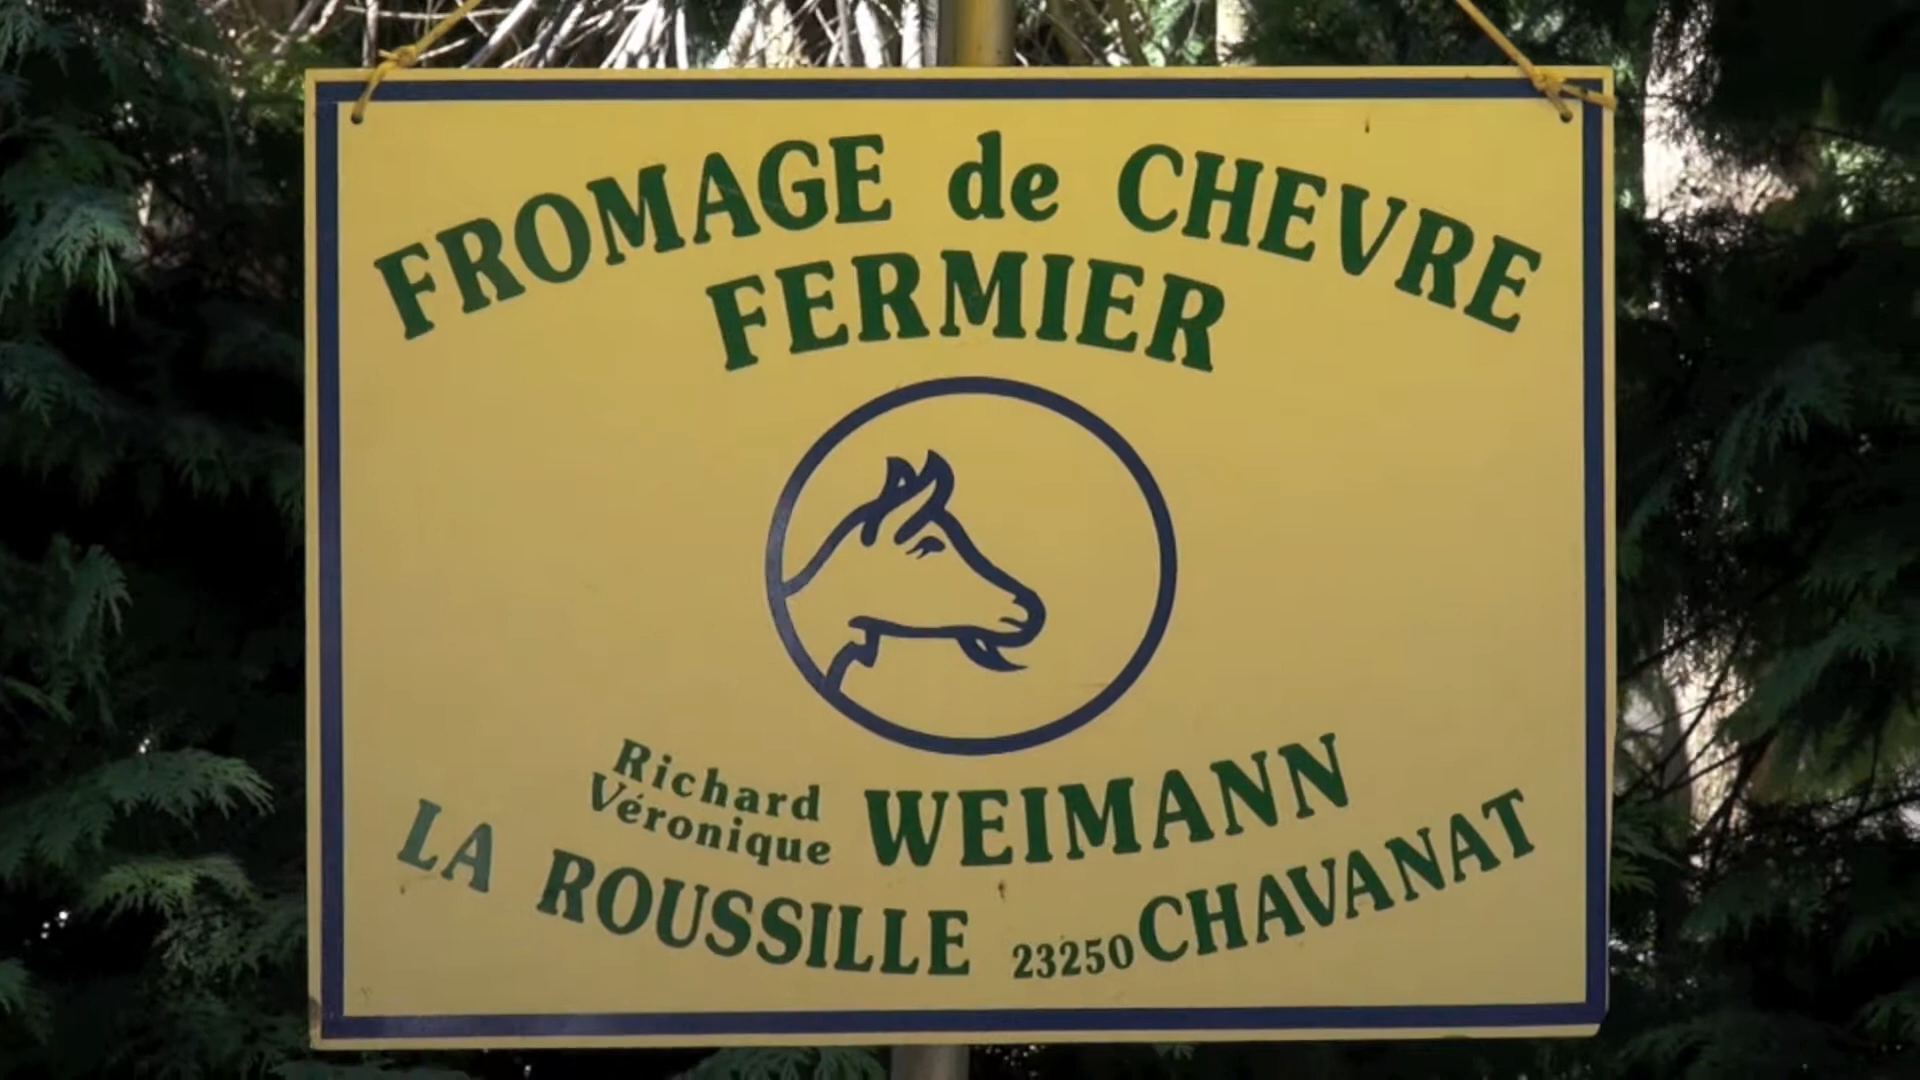 FROMAGE de CHEVRE
FERMIER
Richard
Véronique WEIMANN
LA ROUSSILLE 23250 CHAVANAT